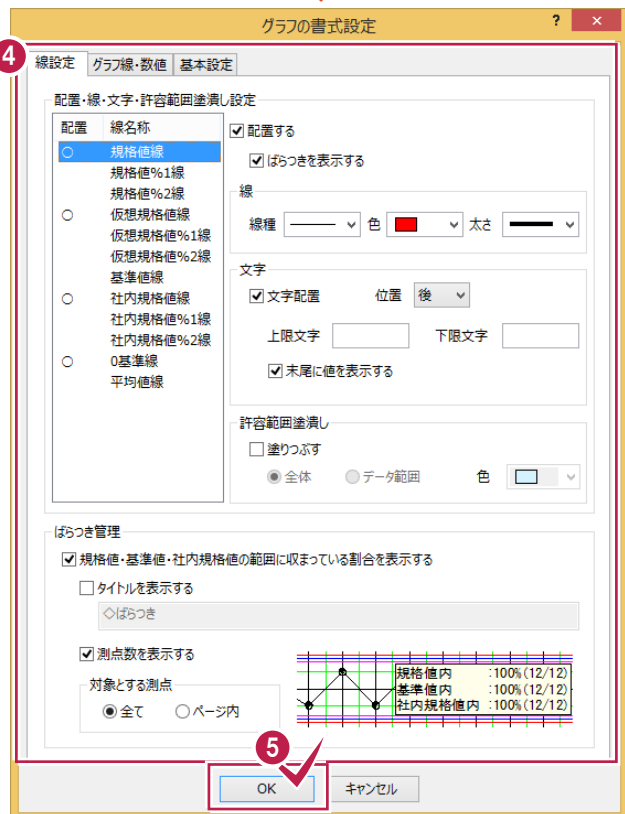 グラフの書式設定 ? ×
4
線設定 グラフ線・数値 基本設定
配置・線・文字・許容範囲塗潰し設定
配置 線名称
○ 規格値線
規格値%1線
規格値%2線
○ 仮想規格値線
仮想規格値%1線
仮想規格値%2線
基準値線
○ 社内規格値線
社内規格値%1線
社内規格値%2線
○ 0基準線
平均値線
配置する
ばらつきを表示する
線
線種 色 太さ
文字
文字配置 位置 後
上限文字 下限文字
末尾に値を表示する
許容範囲塗潰し
塗りつぶす
全体 データ範囲 色
ばらつき管理
規格値・基準値・社内規格値の範囲に収まっている割合を表示する
タイトルを表示する
◇ばらつき
測点数を表示する
対象とする測点
全て ページ内
規格値内 :100%(12/12)
基準値内 :100%(12/12)
社内規格値内 :100%(12/12)
5
OK キャンセル